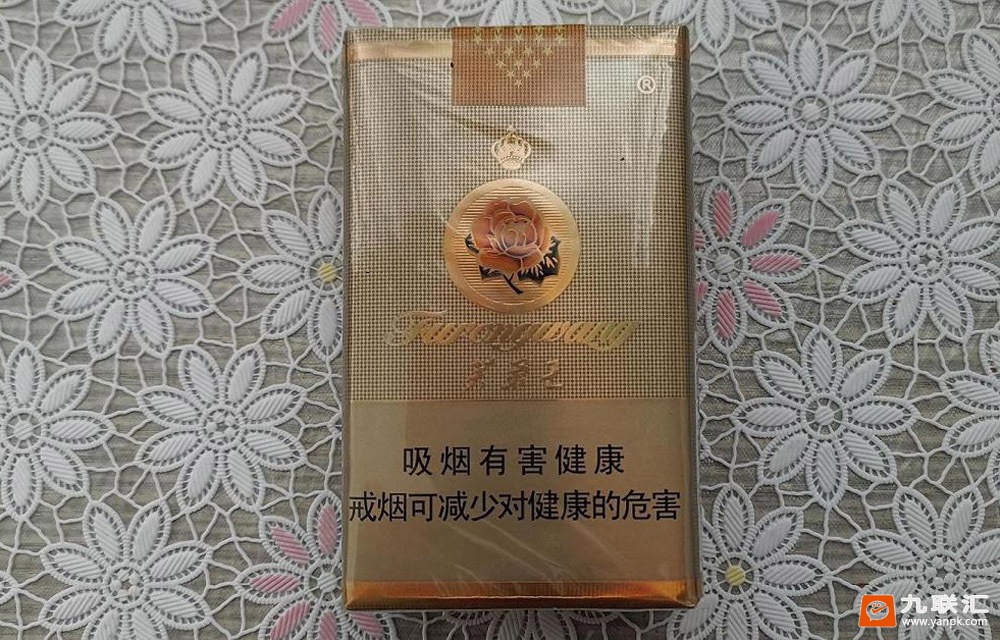 ®
Furongwang
芙蓉王
吸烟有害健康
戒烟可减少对健康的危害
九联汇
www.yanpk.com